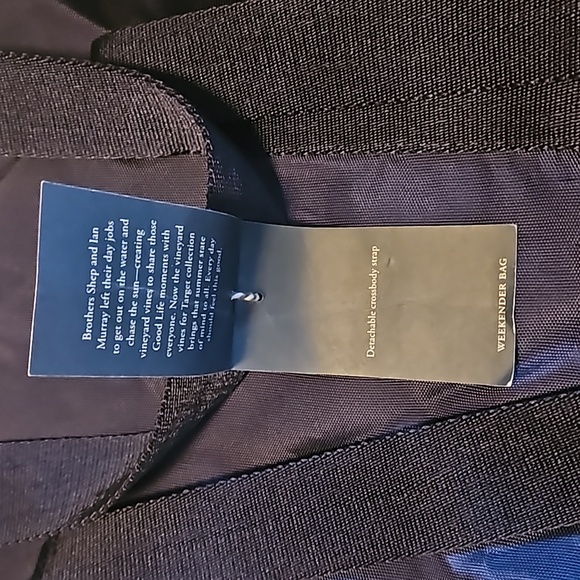 Brothers Shep and Ian
Murray left their day jobs
to get out on the water and
chase the sun—creating
vineyard vines to share those
Good Life moments with
everyone. Now the vineyard
vines for Target collection
brings that summer state
of mind to all. Every day
should feel this good
Detachable crossbody strap
WEEKENDER BAG